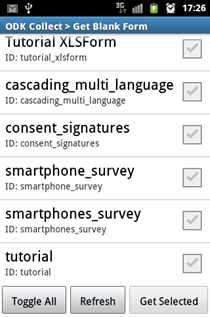 17:26
ODK Collect > Get Blank Form
Tutorial XLSForm
ID: tutorial_xlsform
cascading_multi_language
ID: cascading_multi_language
consent_signatures
ID: consent_signatures
smartphone_survey
ID: smartphone_survey
smartphones_survey
ID: smartphones_survey
tutorial
ID: tutorial
Toggle All Refresh Get Selected